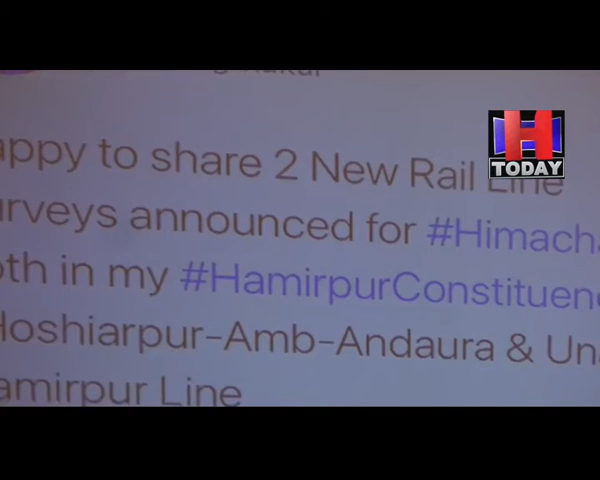 appy to share 2 New Rail Line
urveys announced for #Himacha
oth in my #HamirpurConstituen
Hoshiarpur-Amb-Andaura & Una
amirpur Line
H
TODAY